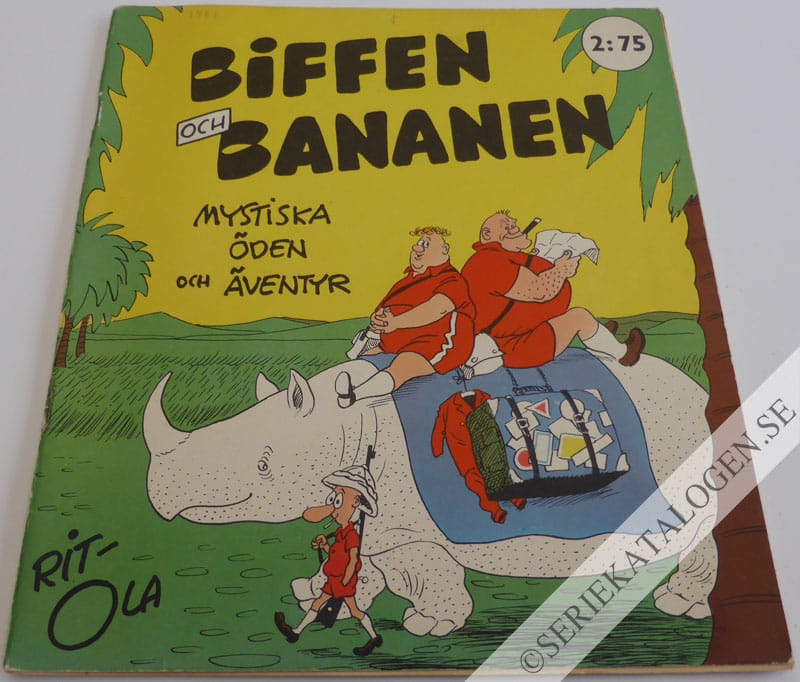 BiFFEN
OCH
BANANEN
2:75
MYSTISKA
ÖDEN
OCH ÄVENTYR
RIT-
OLA
©SERIEKATALOGEN.SE